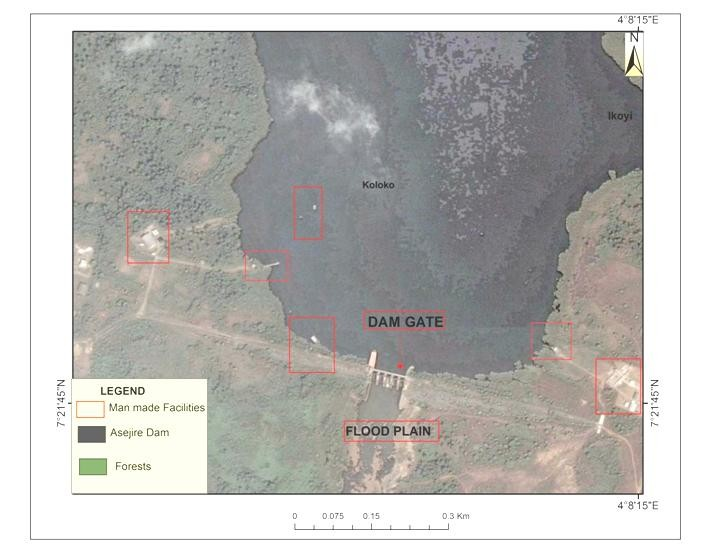 4°8'15"E
N
Ikoyi
Koloko
DAM GATE
7°21'45"N
7°21'45"N
LEGEND
Man made Facilities
Asejire Dam
Forests
FLOOD PLAIN
4°8'15"E
0 0.075 0.15 0.3 Km